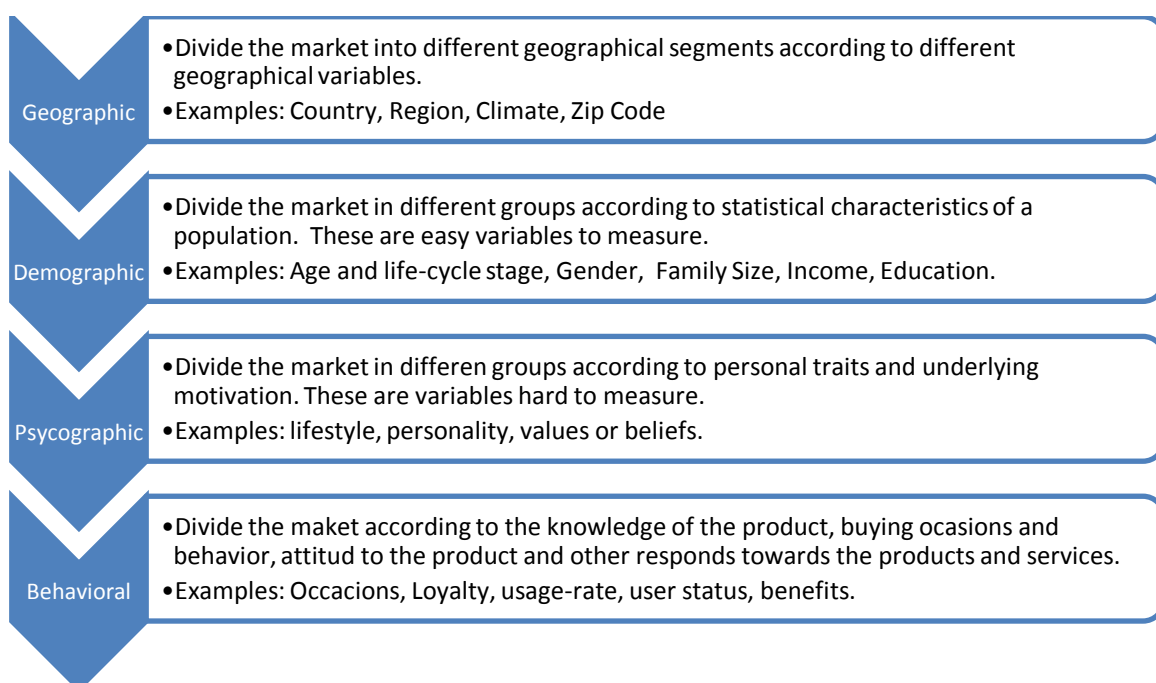 Geographic
•Divide the market into different geographical segments according to different
geographical variables.
•Examples: Country, Region, Climate, Zip Code
Demographic
•Divide the market in different groups according to statistical characteristics of a
population.  These are easy variables to measure.
•Examples: Age and life-cycle stage, Gender,  Family Size, Income, Education.
Psycographic
•Divide the market in differen groups according to personal traits and underlying
motivation. These are variables hard to measure.
•Examples: lifestyle, personality, values or beliefs.
Behavioral
•Divide the maket according to the knowledge of the product, buying ocasions and
behavior, attitud to the product and other responds towards the products and services.
•Examples: Occacions, Loyalty, usage-rate, user status, benefits.